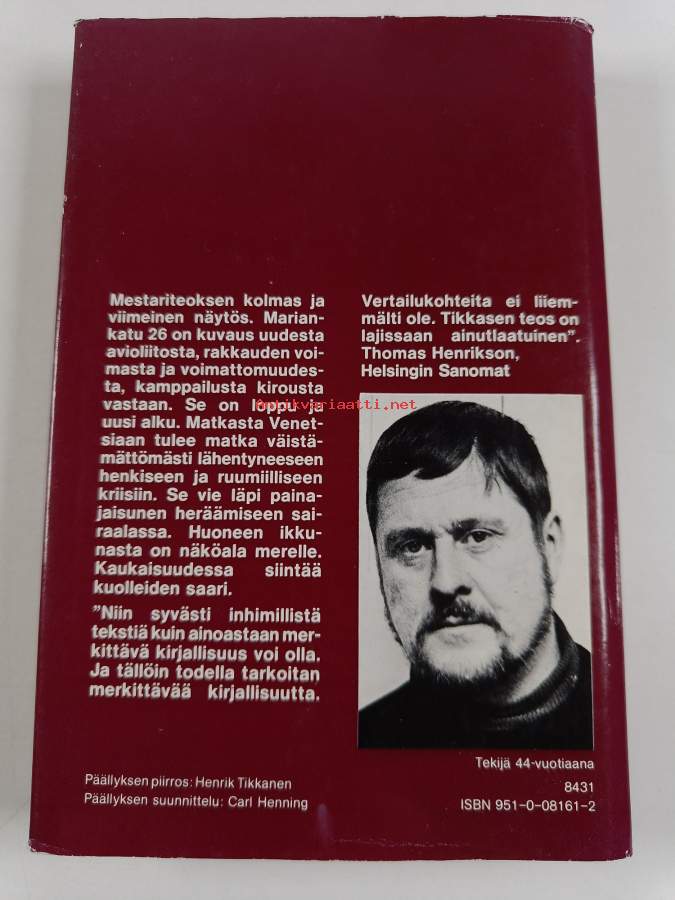 Mestariteoksen kolmas ja
viimeinen näytös. Marian-
katu 26 on kuvaus uudesta
avioliitosta, rakkauden voi-
masta ja voimattomuudes-
ta, kamppailusta kirousta
vastaan. Se on loppu ja
uusi alku. Matkasta Venet-
siaan tulee matka väistä-
mättömästi lähentyneeseen
henkiseen ja ruumiilliseen
kriisiin. Se vie läpi paina-
jaisunen heräämiseen sai-
raalassa. Huoneen ikku-
nasta on näköala merelle.
Kaukaisuudessa siintää
kuolleiden saari.
"Niin syvästi inhimillistä
tekstiä kuin ainoastaan mer-
kittävä kirjallisuus voi olla.
Ja tällöin todella tarkoitan
merkittävää kirjallisuutta.
Vertailukohteita ei liiem-
mälti ole. Tikkasen teos on
lajissaan ainutlaatuinen".
Thomas Henrikson,
Helsingin Sanomat
antikvariaatti.net
Tekijä 44-vuotiaana
Päällyksen piirros: Henrik Tikkanen
Päällyksen suunnittelu: Carl Henning
8431
ISBN 951-0-08161-2